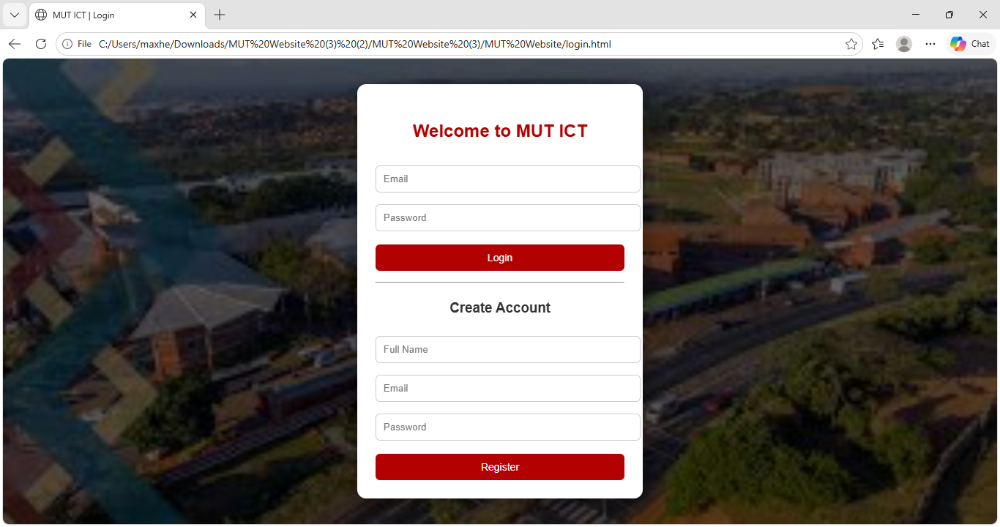 MUT ICT | Login
File C:/Users/maxhe/Downloads/MUT%20Website%20(3)%20(2)/MUT%20Website%20(3)/MUT%20Website/login.html
Chat
Welcome to MUT ICT
Email
Password
Login
Create Account
Full Name
Email
Password
Register